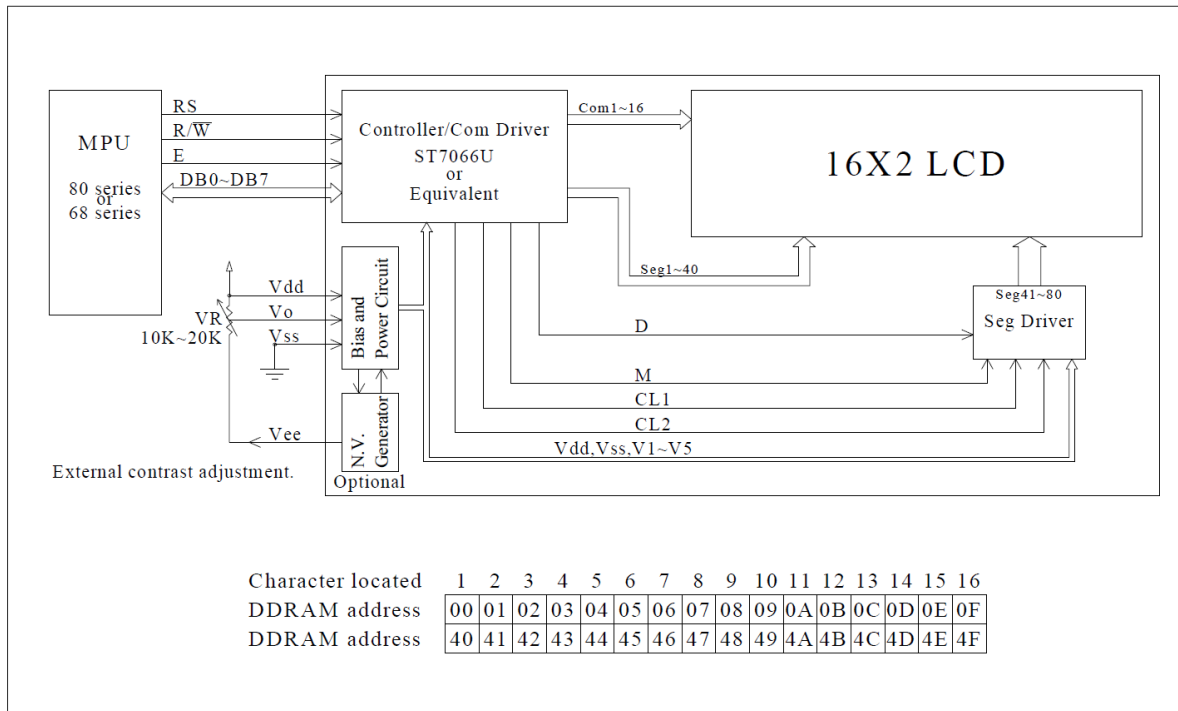 MPU
80 series
or
68 series
RS
R/W̅
E
DB0~DB7
Controller/Com Driver
ST7066U
or
Equivalent
Com1~16
16X2 LCD
Seg1~40
Seg41~80
Seg Driver
Vdd
Vo
Vss
VR
10K~20K
Bias and
Power Circuit
D
M
CL1
CL2
Vdd,Vss,V1~V5
Vee
N.V.
Generator
Optional
External contrast adjustment.
Character located 1 2 3 4 5 6 7 8 9 10 11 12 13 14 15 16
DDRAM address 00 01 02 03 04 05 06 07 08 09 0A 0B 0C 0D 0E 0F
DDRAM address 40 41 42 43 44 45 46 47 48 49 4A 4B 4C 4D 4E 4F